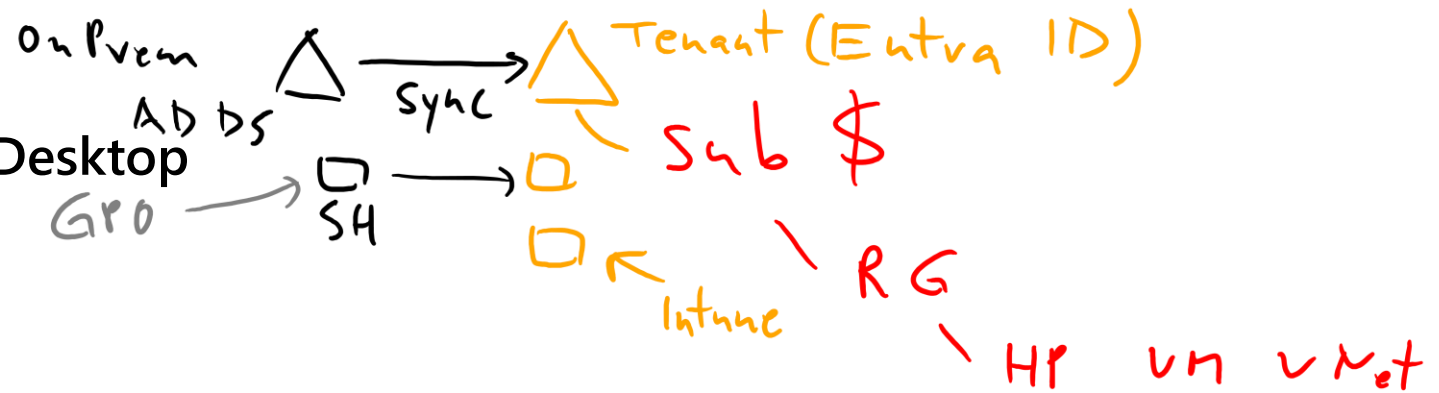 OnPrem
AD DS
Sync
Tenant (Entra ID)
Sub $
Desktop
GPO
SH
Intune
RG
HP VM VNet